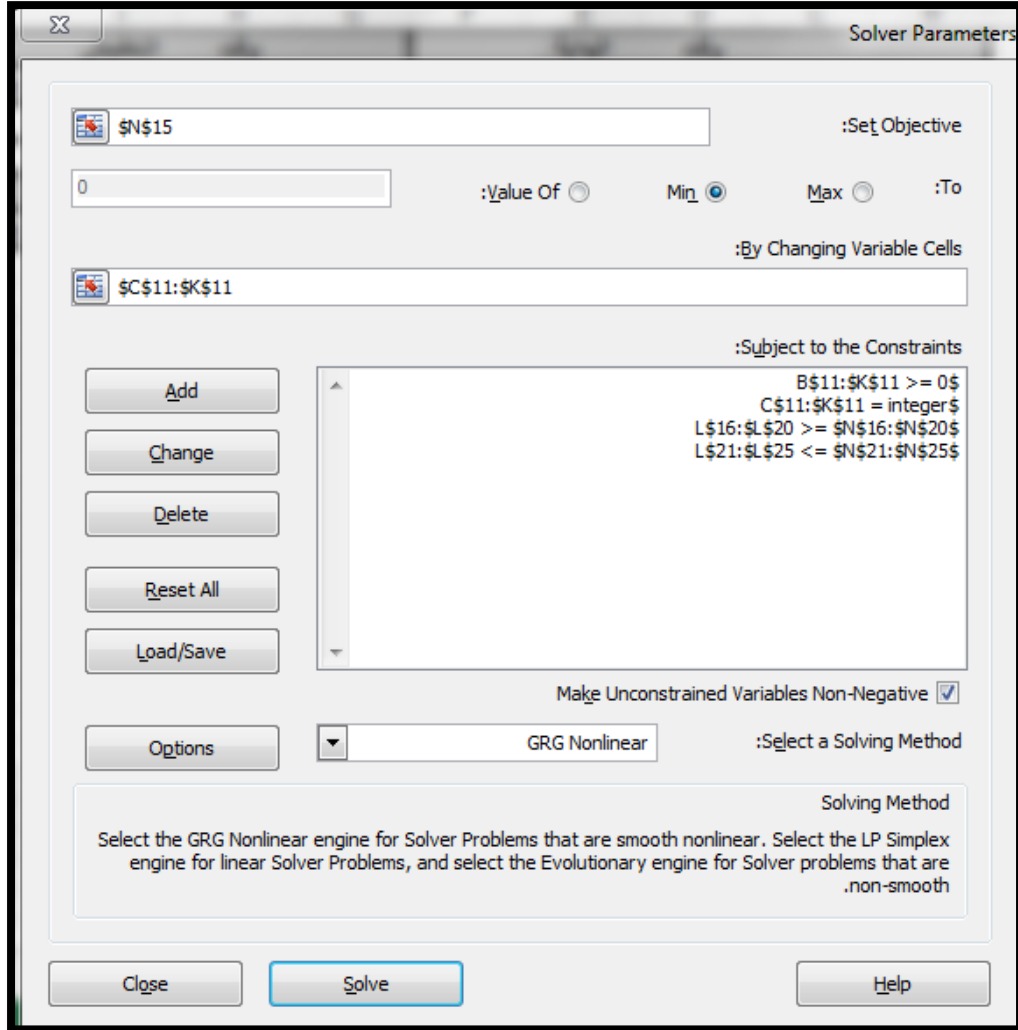 Solver Parameters
$N$15
:Set Objective
0
:Value Of
Min
Max
:To
:By Changing Variable Cells
$C$11:$K$11
:Subject to the Constraints
Add
B$11:$K$11 >= 0$
C$11:$K$11 = integer$
L$16:$L$20 >= $N$16:$N$20$
L$21:$L$25 <= $N$21:$N$25$
Change
Delete
Reset All
Load/Save
Make Unconstrained Variables Non-Negative
Options
GRG Nonlinear
:Select a Solving Method
Solving Method
Select the GRG Nonlinear engine for Solver Problems that are smooth nonlinear. Select the LP Simplex
engine for linear Solver Problems, and select the Evolutionary engine for Solver problems that are
.non-smooth
Close
Solve
Help